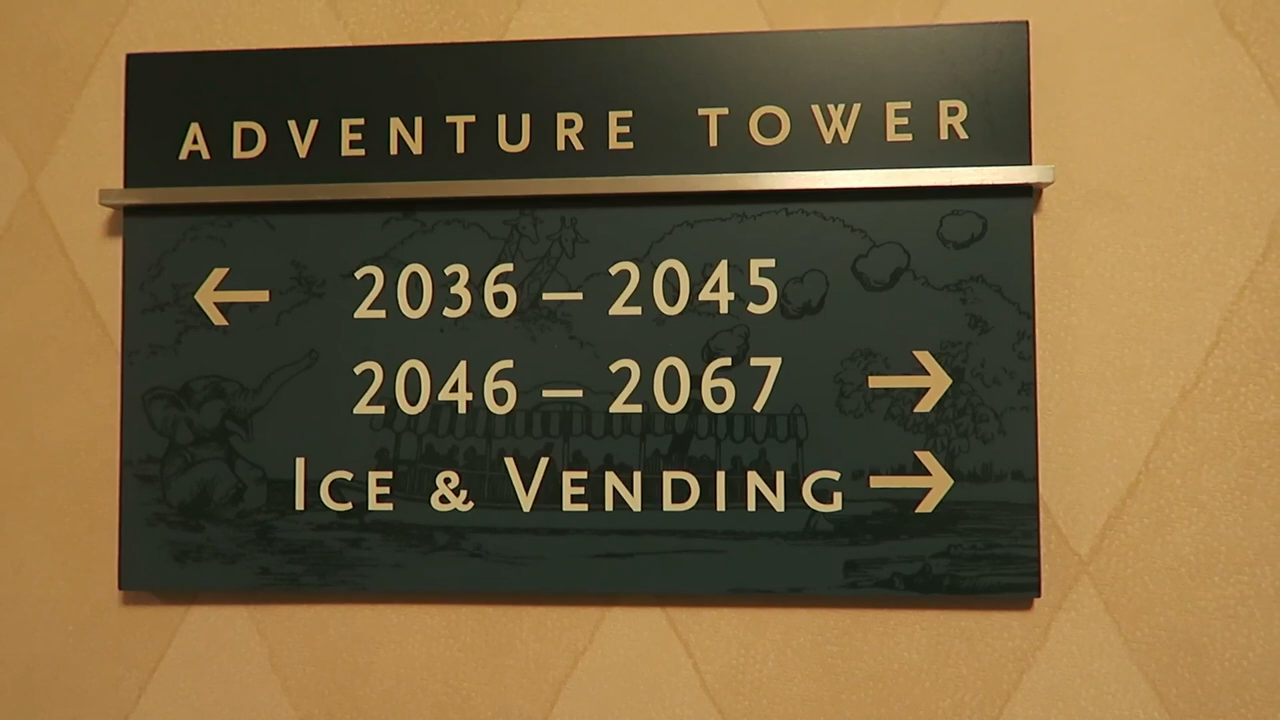 ADVENTURE TOWER
← 2036 – 2045
2046 – 2067 →
ICE & VENDING →